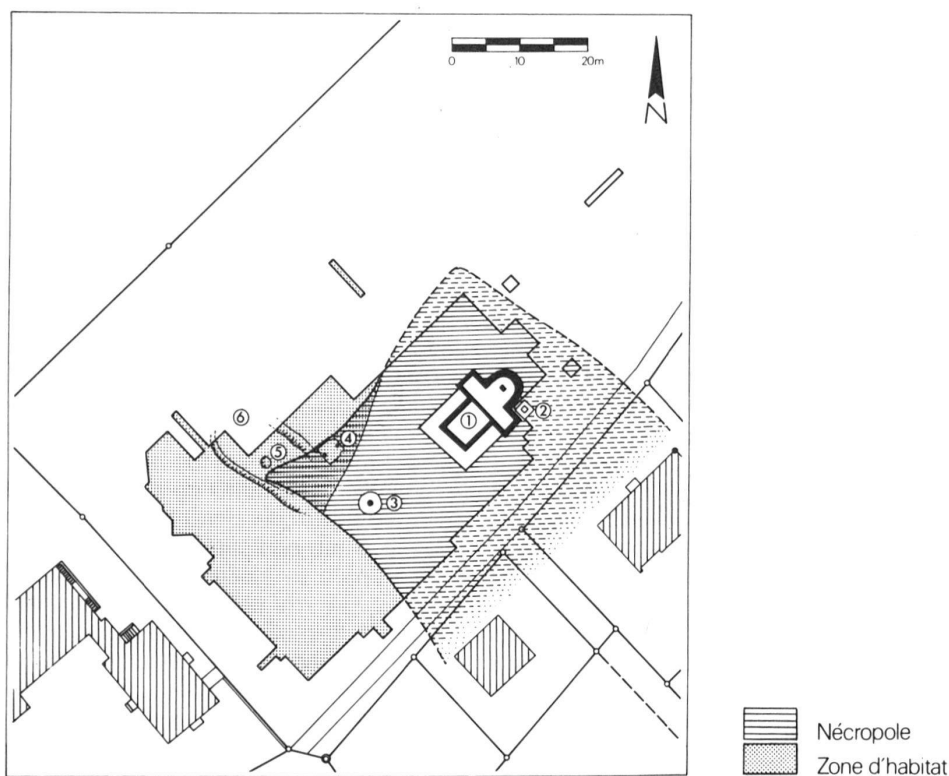 0 10 20m
N
①
②
③
④
⑤
⑥
Nécropole
Zone d'habitat